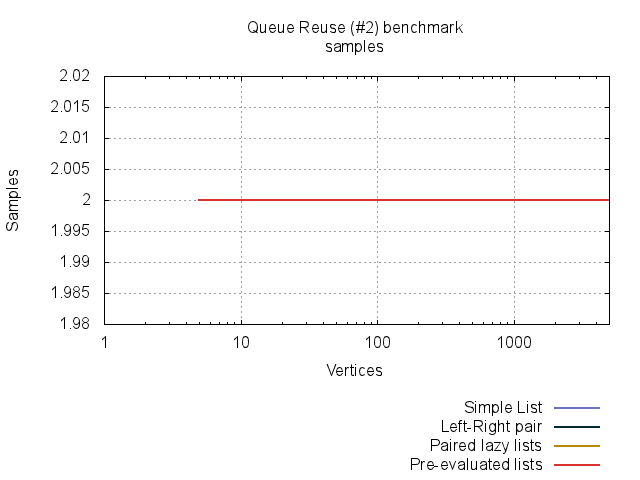 Queue Reuse (#2) benchmark
samples
2.02
2.015
2.01
2.005
2
1.995
1.99
1.985
1.98
Samples
1 10 100 1000
Vertices
Simple List
Left-Right pair
Paired lazy lists
Pre-evaluated lists